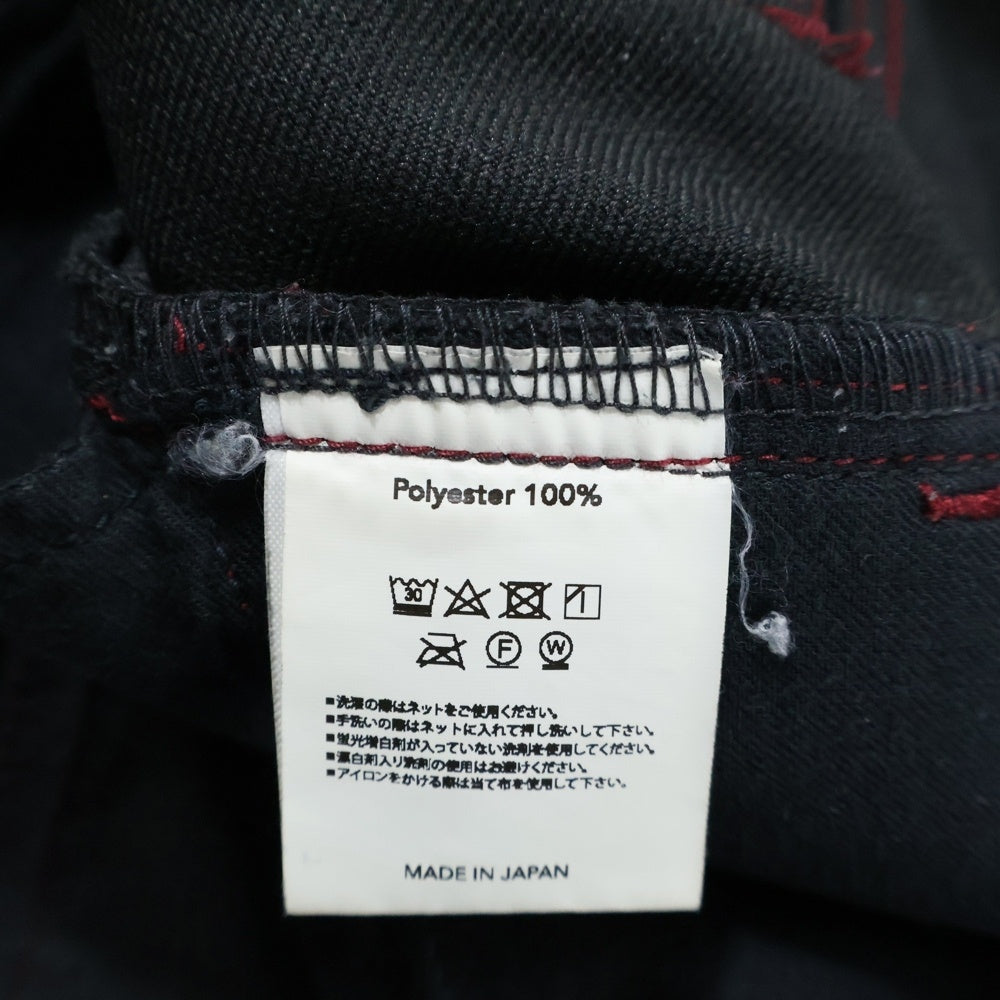 Polyester 100%
30
F W
■洗濯の際はネットをご使用ください。
■手洗いの際はネットに入れて押し洗いして下さい。
■蛍光増白剤が入っていない洗剤を使用してください。
■漂白剤入り洗剤の使用はお避けください。
■アイロンをかける際は当て布を使用して下さい。
MADE IN JAPAN